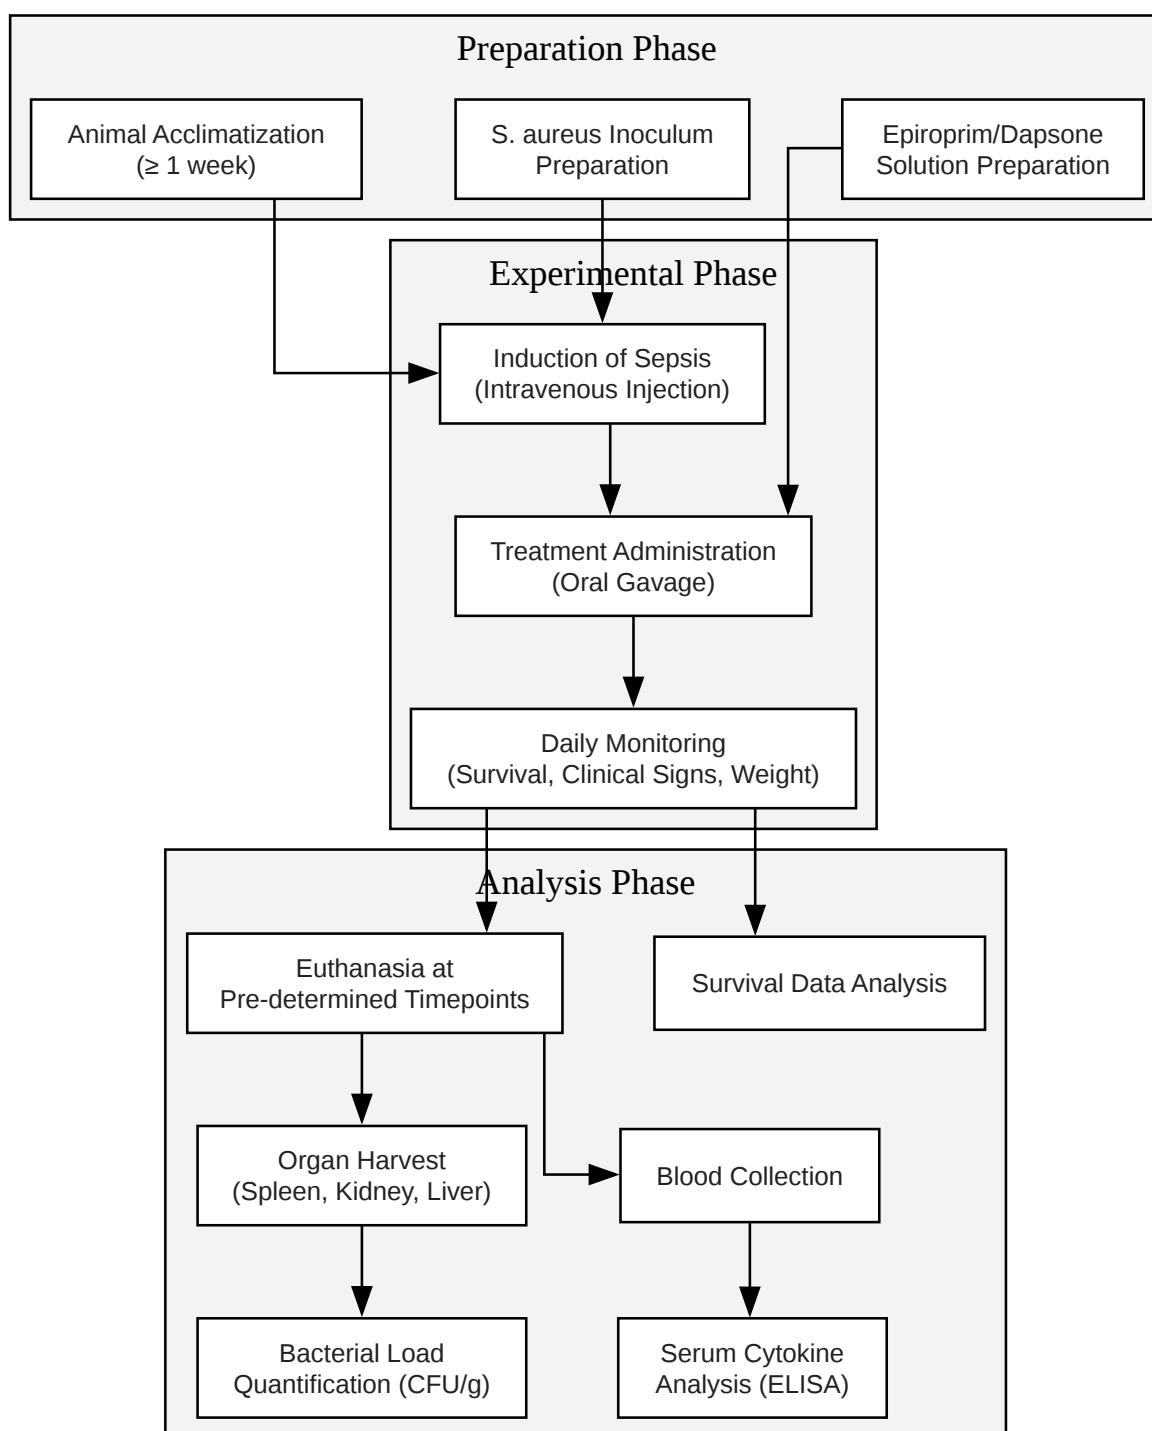 Preparation Phase
Animal Acclimatization
(≥ 1 week)
S. aureus Inoculum
Preparation
Epiroprim/Dapsone
Solution Preparation
Experimental Phase
Induction of Sepsis
(Intravenous Injection)
Treatment Administration
(Oral Gavage)
Daily Monitoring
(Survival, Clinical Signs, Weight)
Analysis Phase
Euthanasia at
Pre-determined Timepoints
Survival Data Analysis
Organ Harvest
(Spleen, Kidney, Liver)
Blood Collection
Bacterial Load
Quantification (CFU/g)
Serum Cytokine
Analysis (ELISA)